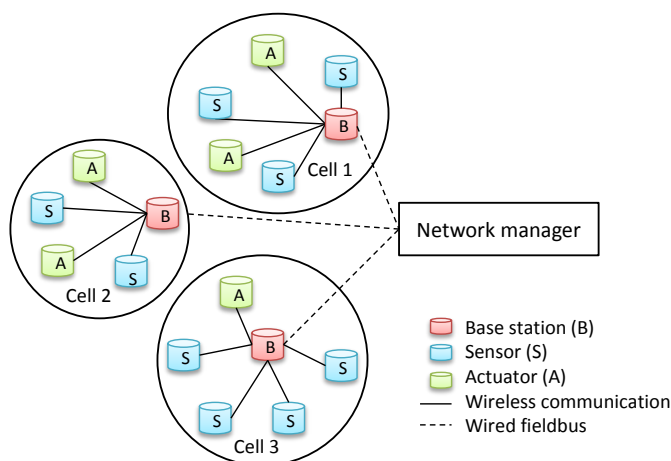 A
S
S
B
A
S
Cell 1
A
S
B
A
S
Cell 2
Network manager
A
B
S
S
S
S
Cell 3
Base station (B)
Sensor (S)
Actuator (A)
Wireless communication
Wired fieldbus